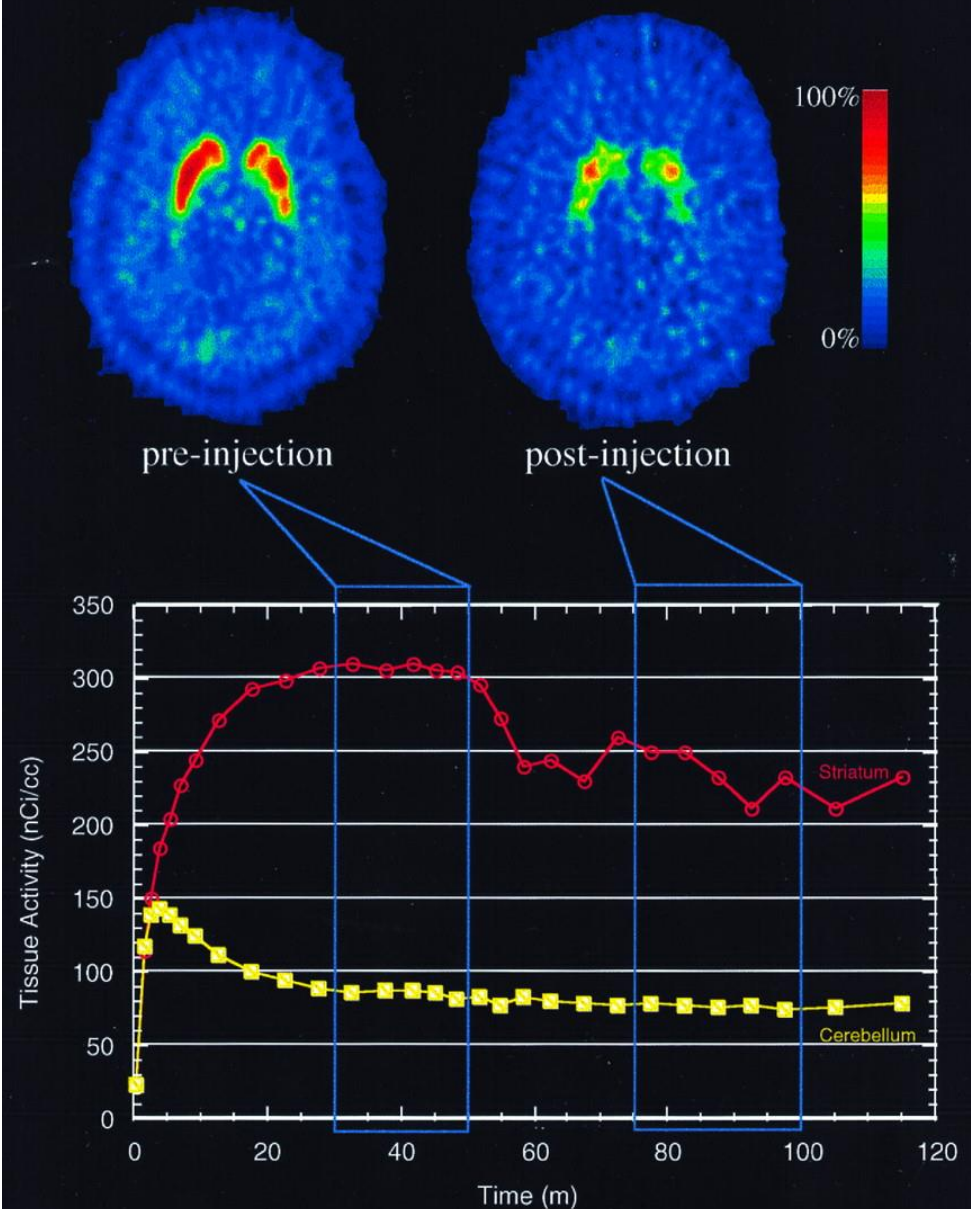 100%
0%
pre-injection
post-injection
350
300
250
200
150
100
50
0
Tissue Activity (nCi/cc)
Striatum
Cerebellum
0 20 40 60 80 100 120
Time (m)